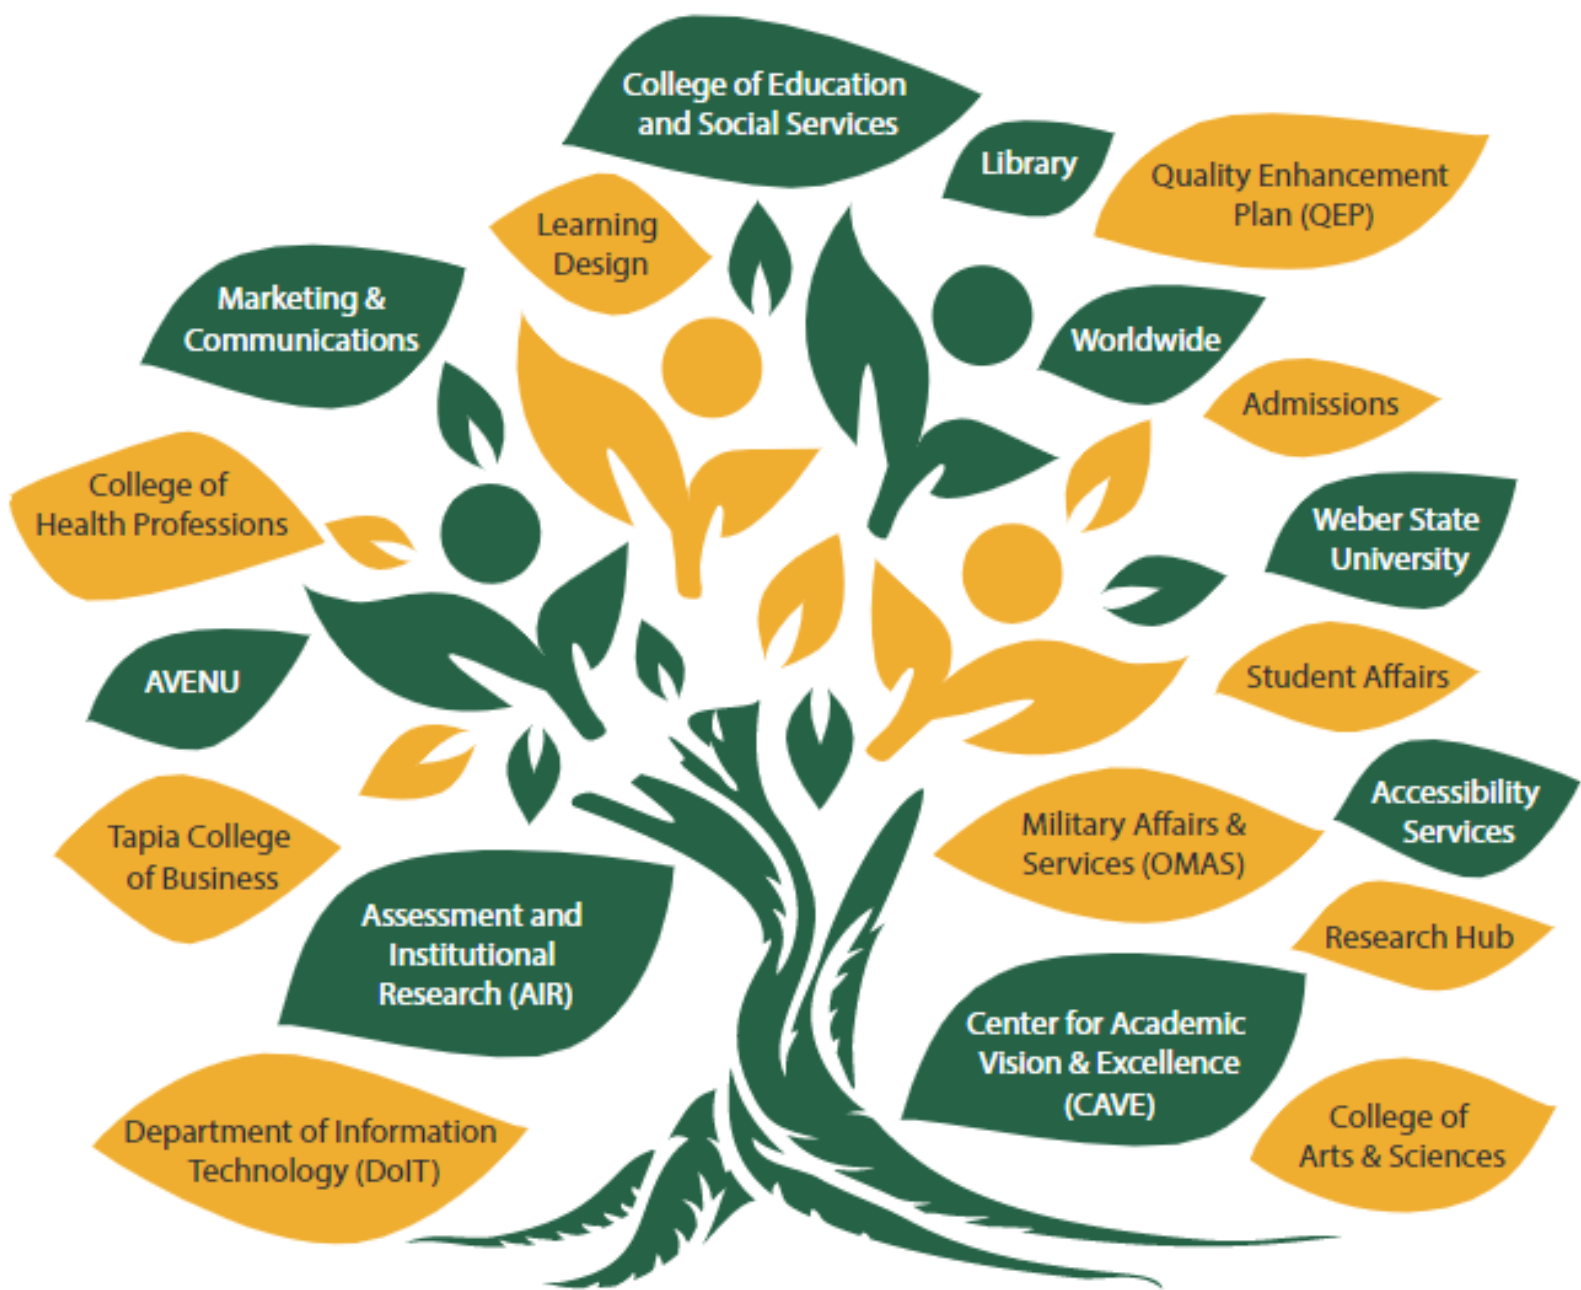 College of Education
and Social Services
Library
Quality Enhancement
Plan (QEP)
Learning
Design
Marketing &
Communications
Worldwide
Admissions
College of
Health Professions
Weber State
University
AVENU
Student Affairs
Tapia College
of Business
Military Affairs &
Services (OMAS)
Accessibility
Services
Assessment and
Institutional
Research (AIR)
Research Hub
Center for Academic
Vision & Excellence
(CAVE)
Department of Information
Technology (DoIT)
College of
Arts & Sciences